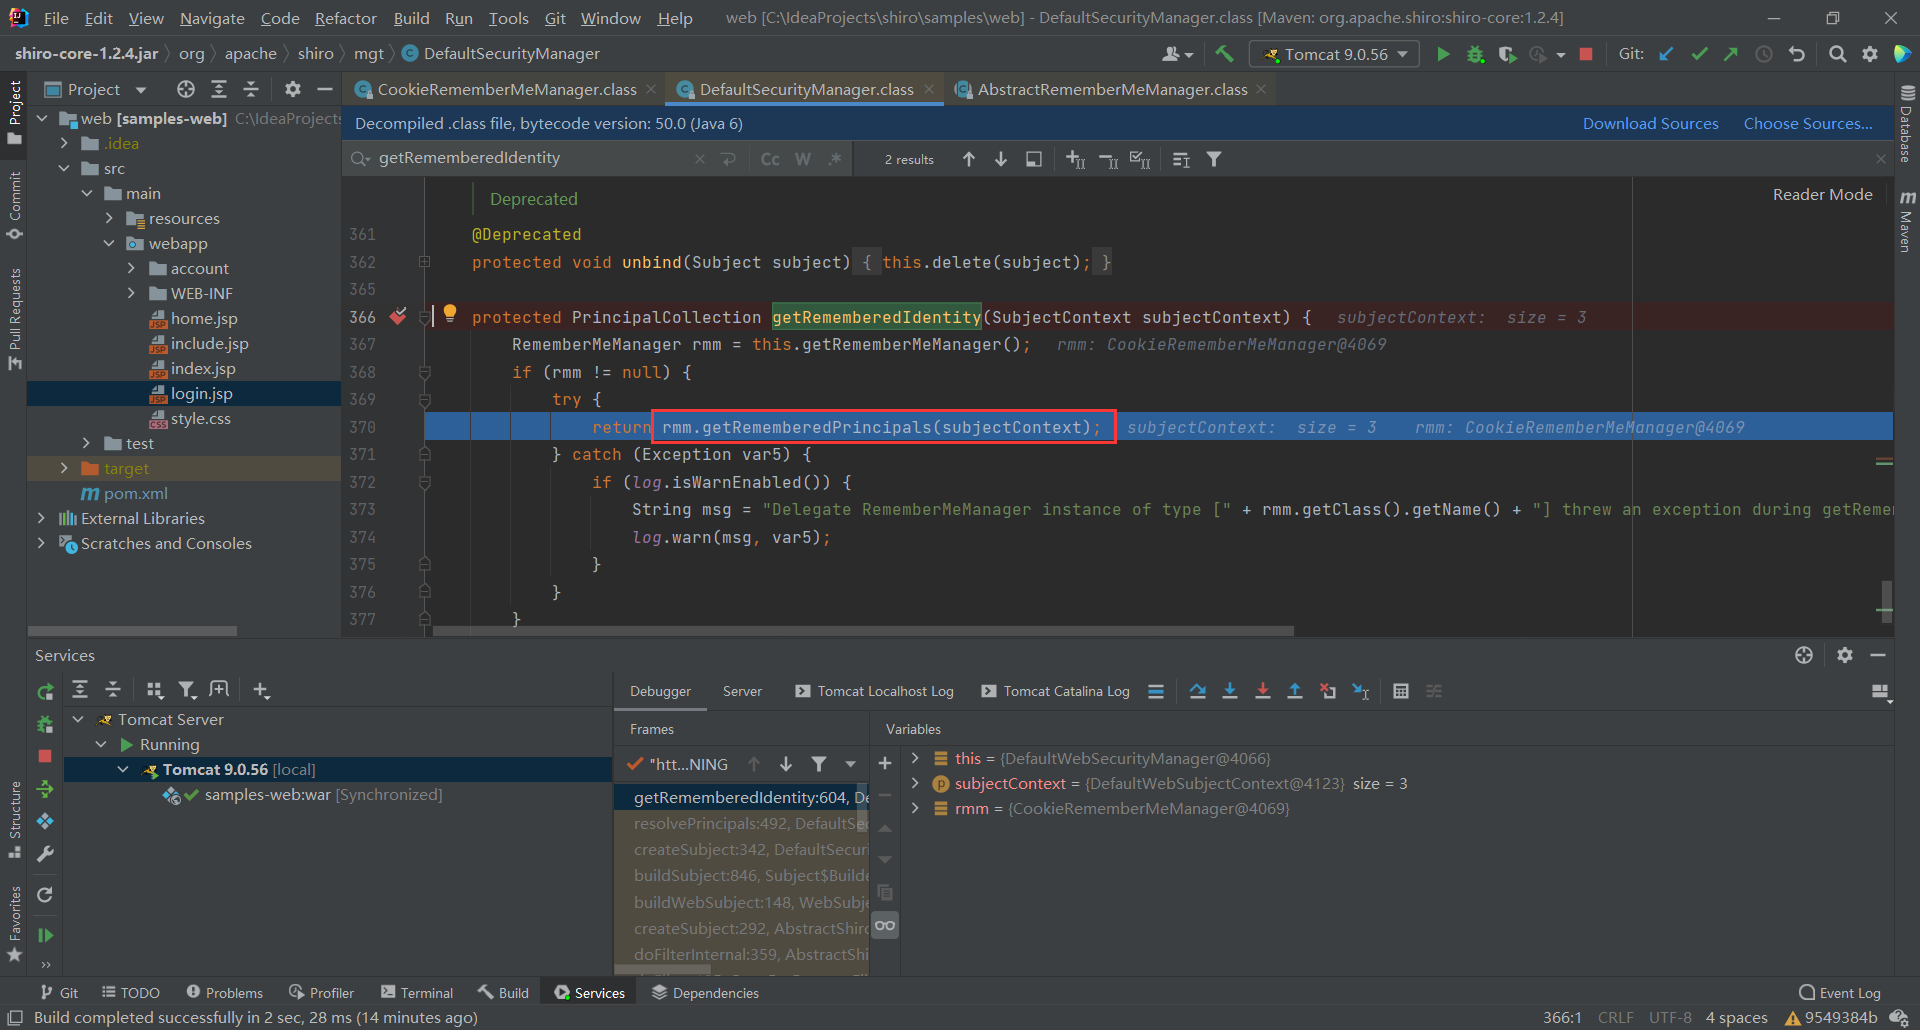 File Edit View Navigate Code Refactor Build Run Tools Git Window Help web [C:\IdeaProjects\shiro\samples\web] - DefaultSecurityManager.class [Maven: org.apache.shiro:shiro-core:1.2.4]
shiro-core-1.2.4.jar org apache shiro mgt DefaultSecurityManager Tomcat 9.0.56 Git:
Project
CookieRememberMeManager.class DefaultSecurityManager.class AbstractRememberMeManager.class
web [samples-web] C:\IdeaProjects
.idea
src
main
resources
webapp
account
WEB-INF
home.jsp
include.jsp
index.jsp
login.jsp
style.css
test
target
pom.xml
External Libraries
Scratches and Consoles
Decompiled .class file, bytecode version: 50.0 (Java 6) Download Sources Choose Sources...
getRememberedIdentity Cc W .* 2 results
Reader Mode
Deprecated
361 @Deprecated
362 protected void unbind(Subject subject) { this.delete(subject); }
365
366 protected PrincipalCollection getRememberedIdentity(SubjectContext subjectContext) { subjectContext: size = 3
367 RememberMeManager rmm = this.getRememberMeManager(); rmm: CookieRememberMeManager@4069
368 if (rmm != null) {
369 try {
370 return rmm.getRememberedPrincipals(subjectContext); subjectContext: size = 3 rmm: CookieRememberMeManager@4069
371 } catch (Exception var5) {
372 if (log.isWarnEnabled()) {
373 String msg = "Delegate RememberMeManager instance of type [" + rmm.getClass().getName() + "] threw an exception during getReme
374 log.warn(msg, var5);
375 }
376 }
377 }
Project
Commit
Pull Requests
Structure
Favorites
Database
Maven
Services
Tomcat Server
Running
Tomcat 9.0.56 [local]
samples-web:war [Synchronized]
Debugger Server Tomcat Localhost Log Tomcat Catalina Log
Frames
"htt...NING
getRememberedIdentity:604, De
resolvePrincipals:492, DefaultSec
createSubject:342, DefaultSecuri
buildSubject:846, Subject$Builde
buildWebSubject:148, WebSubje
createSubject:292, AbstractShiro
doFilterInternal:359, AbstractShi
Variables
this = {DefaultWebSecurityManager@4066}
subjectContext = {DefaultWebSubjectContext@4123} size = 3
rmm = {CookieRememberMeManager@4069}
Git TODO Problems Profiler Terminal Build Services Dependencies Event Log
Build completed successfully in 2 sec, 28 ms (14 minutes ago) 366:1 CRLF UTF-8 4 spaces 9549384b